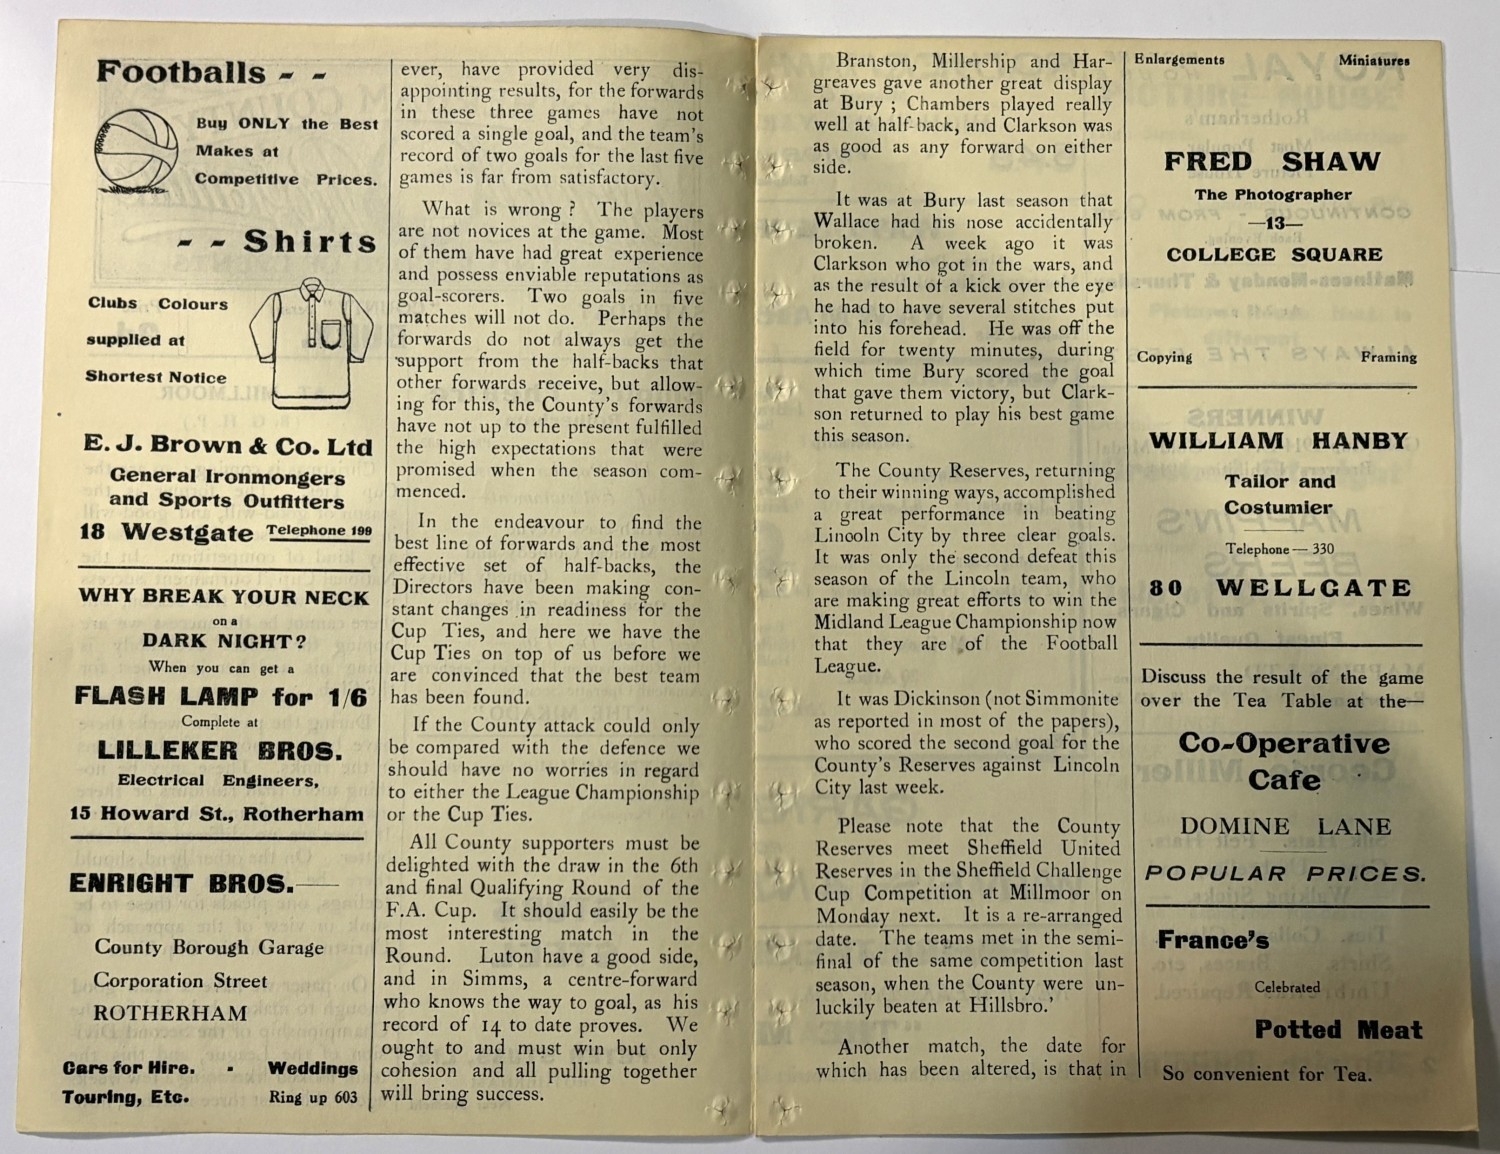 Footballs - -
Buy ONLY the Best
Makes at
Competitive Prices.
- - Shirts
Clubs Colours
supplied at
Shortest Notice
E. J. Brown & Co. Ltd
General Ironmongers
and Sports Outfitters
18 Westgate Telephone 199
WHY BREAK YOUR NECK
on a
DARK NIGHT?
When you can get a
FLASH LAMP for 1/6
Complete at
LILLEKER BROS.
Electrical Engineers,
15 Howard St., Rotherham
ENRIGHT BROS.—
County Borough Garage
Corporation Street
ROTHERHAM
Cars for Hire. - Weddings
Touring, Etc. Ring up 603
ever, have provided very dis-
appointing results, for the forwards
in these three games have not
scored a single goal, and the team's
record of two goals for the last five
games is far from satisfactory.
What is wrong? The players
are not novices at the game. Most
of them have had great experience
and possess enviable reputations as
goal-scorers. Two goals in five
matches will not do. Perhaps the
forwards do not always get the
support from the half-backs that
other forwards receive, but allow-
ing for this, the County's forwards
have not up to the present fulfilled
the high expectations that were
promised when the season com-
menced.
In the endeavour to find the
best line of forwards and the most
effective set of half-backs, the
Directors have been making con-
stant changes in readiness for the
Cup Ties, and here we have the
Cup Ties on top of us before we
are convinced that the best team
has been found.
If the County attack could only
be compared with the defence we
should have no worries in regard
to either the League Championship
or the Cup Ties.
All County supporters must be
delighted with the draw in the 6th
and final Qualifying Round of the
F.A. Cup. It should easily be the
most interesting match in the
Round. Luton have a good side,
and in Simms, a centre-forward
who knows the way to goal, as his
record of 14 to date proves. We
ought to and must win but only
cohesion and all pulling together
will bring success.
Branston, Millership and Har-
greaves gave another great display
at Bury; Chambers played really
well at half-back, and Clarkson was
as good as any forward on either
side.
It was at Bury last season that
Wallace had his nose accidentally
broken. A week ago it was
Clarkson who got in the wars, and
as the result of a kick over the eye
he had to have several stitches put
into his forehead. He was off the
field for twenty minutes, during
which time Bury scored the goal
that gave them victory, but Clark-
son returned to play his best game
this season.
The County Reserves, returning
to their winning ways, accomplished
a great performance in beating
Lincoln City by three clear goals.
It was only the second defeat this
season of the Lincoln team, who
are making great efforts to win the
Midland League Championship now
that they are of the Football
League.
It was Dickinson (not Simmonite
as reported in most of the papers),
who scored the second goal for the
County's Reserves against Lincoln
City last week.
Please note that the County
Reserves meet Sheffield United
Reserves in the Sheffield Challenge
Cup Competition at Millmoor on
Monday next. It is a re-arranged
date. The teams met in the semi-
final of the same competition last
season, when the County were un-
luckily beaten at Hillsbro.'
Another match, the date for
which has been altered, is that in
Enlargements Miniatures
FRED SHAW
The Photographer
—13—
COLLEGE SQUARE
Copying Framing
WILLIAM HANBY
Tailor and
Costumier
Telephone — 330
80 WELLGATE
Discuss the result of the game
over the Tea Table at the—
Co-Operative
Cafe
DOMINE LANE
POPULAR PRICES.
France's
Celebrated
Potted Meat
So convenient for Tea.